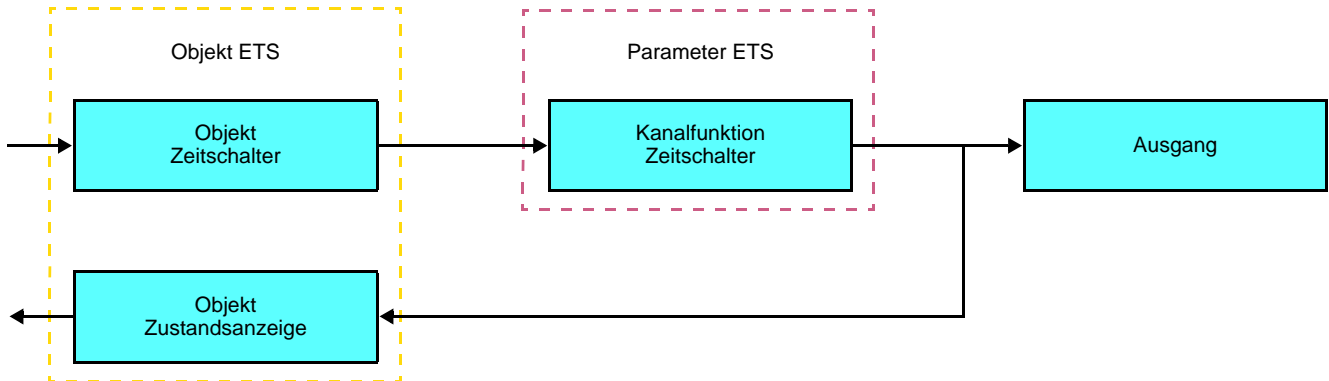 Objekt ETS
Parameter ETS
Objekt
Zeitschalter
Kanalfunktion
Zeitschalter
Ausgang
Objekt
Zustandsanzeige